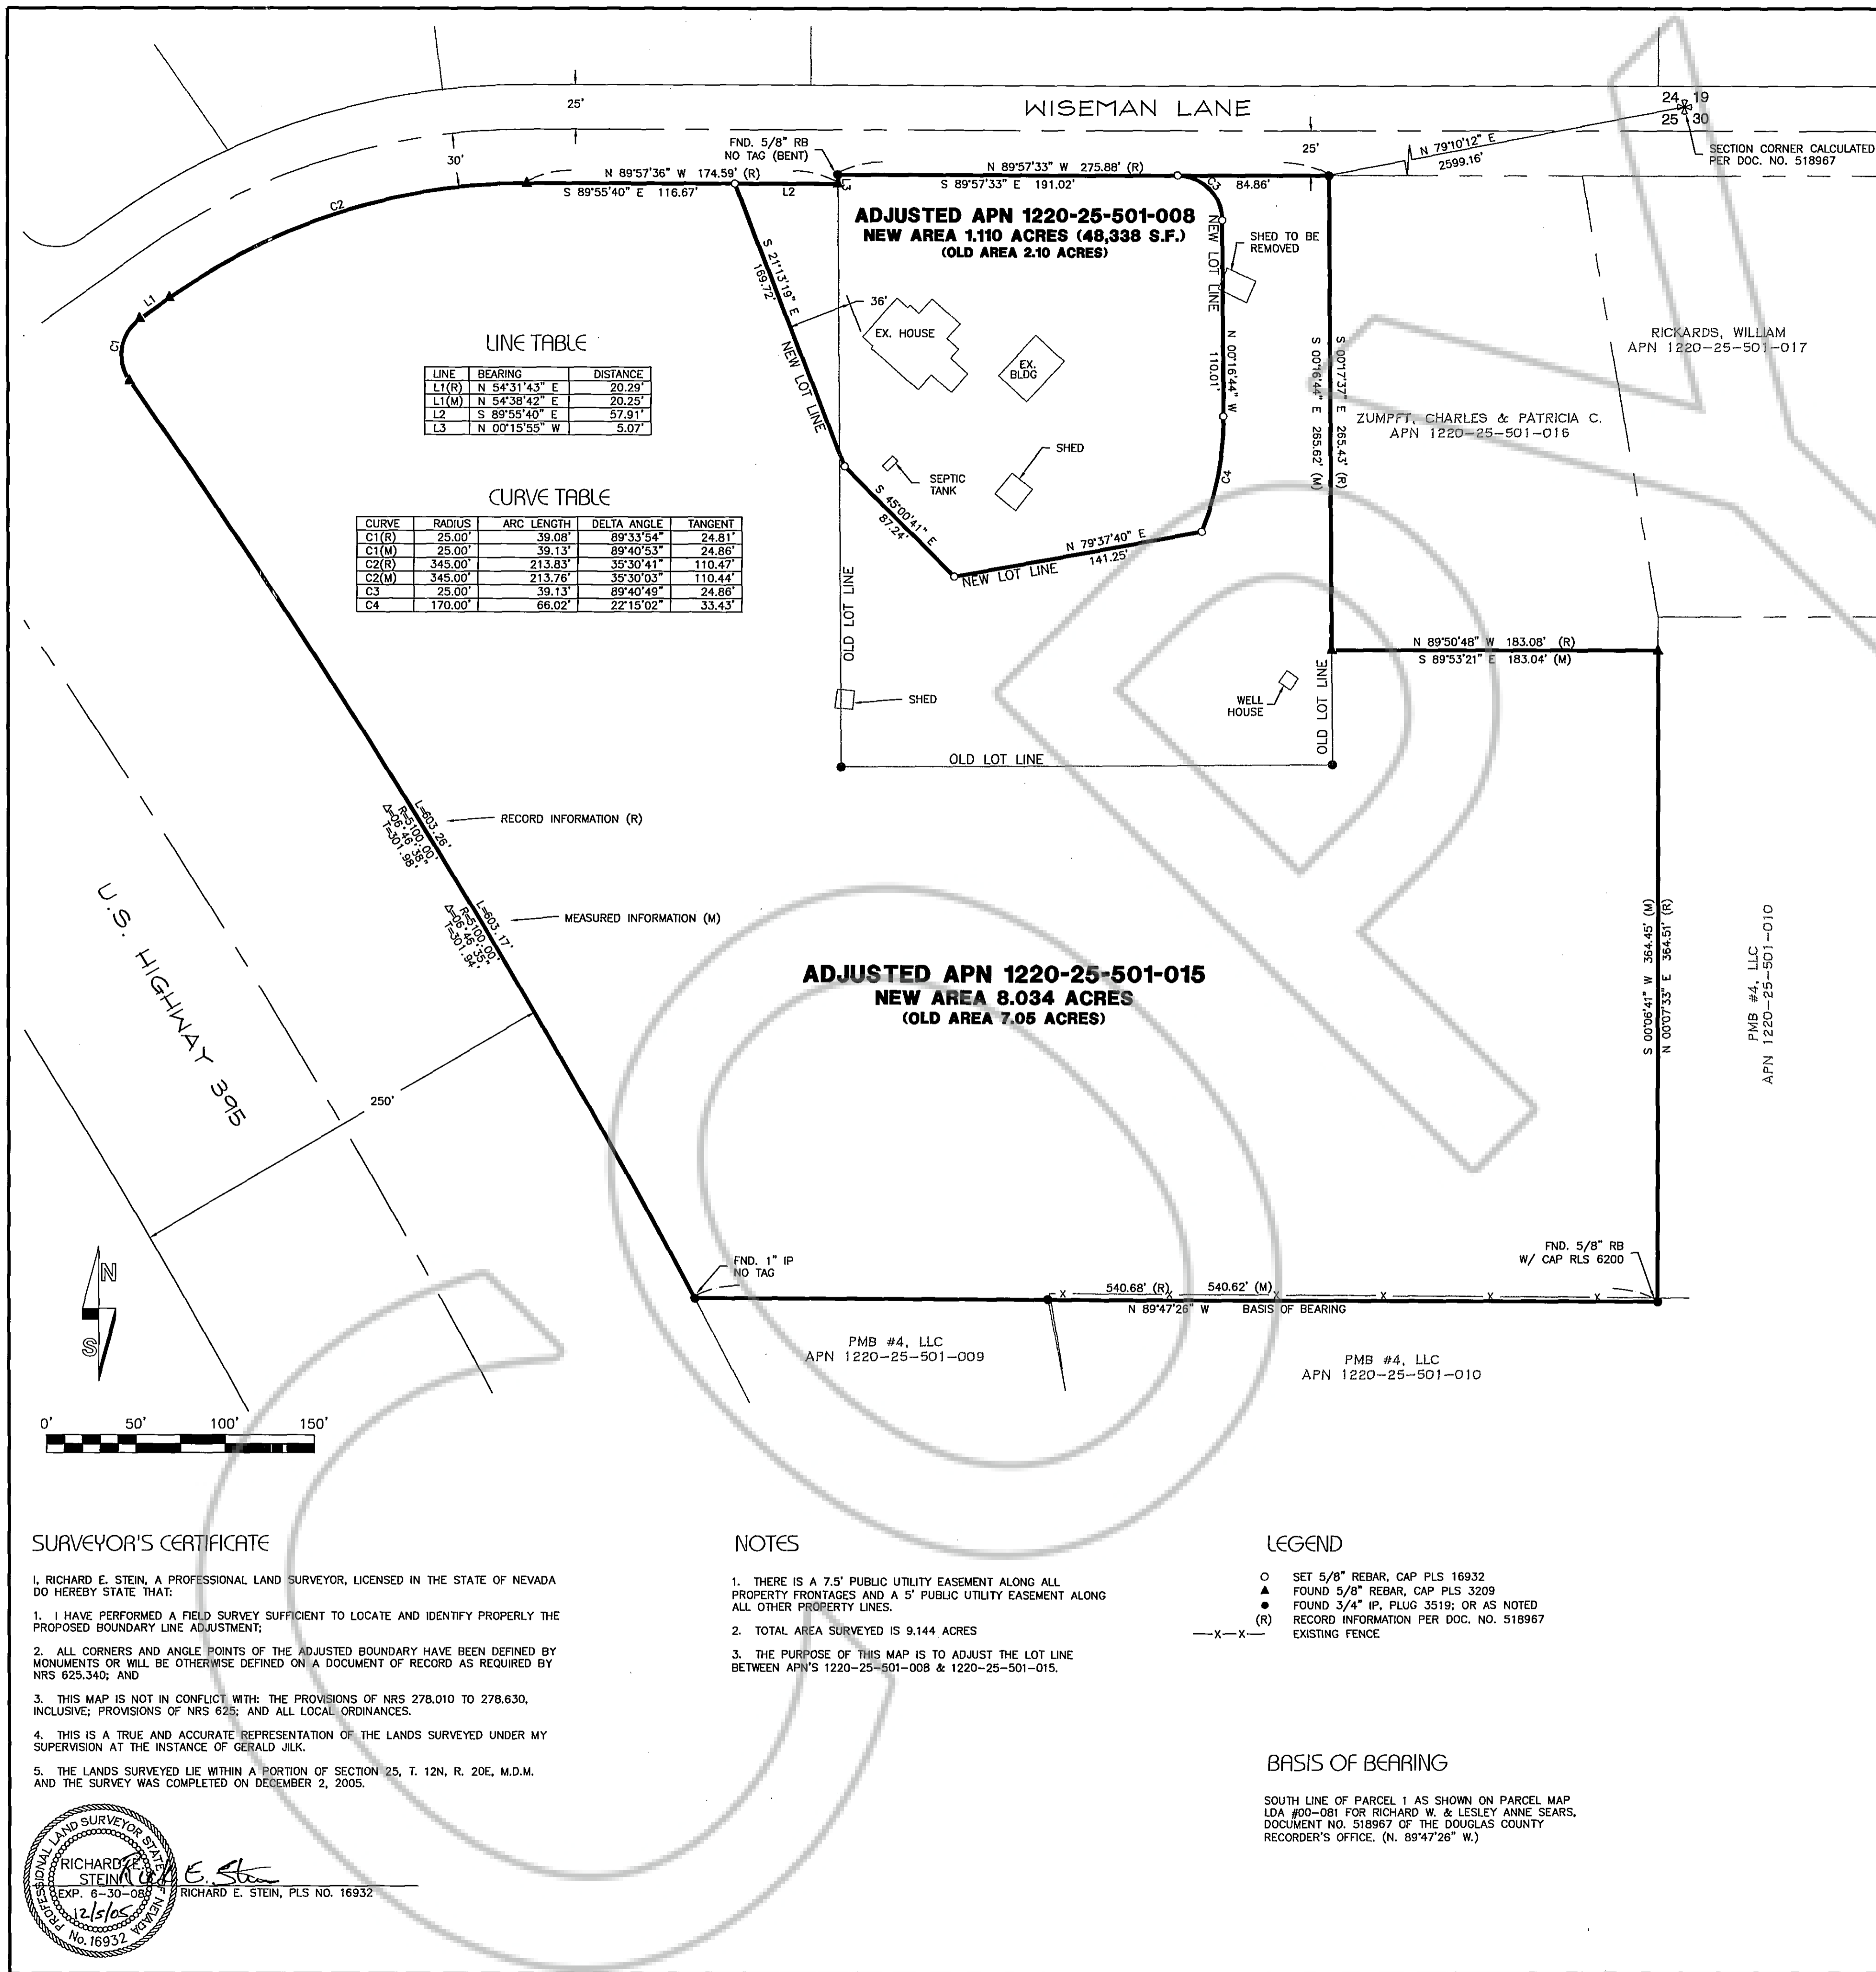 WISEMAN LANE
25'
30'
25'
24 19
25 30
SECTION CORNER CALCULATED
PER DOC. NO. 518967
N 79°10'12" E
2599.16'
FND. 5/8" RB
NO TAG (BENT)
N 89°57'36" W 174.59' (R)
S 89°55'40" E 116.67'
L2
L3
N 89°57'33" W 275.88' (R)
S 89°57'33" E 191.02'
84.86'
C3
C2
L1
C1
ADJUSTED APN 1220-25-501-008
NEW AREA 1.110 ACRES (48,338 S.F.)
(OLD AREA 2.10 ACRES)
SHED TO BE
REMOVED
NEW LOT LINE
N 00°16'44" W
110.01'
S 21°13'19" E
169.72'
NEW LOT LINE
36'
EX. HOUSE
EX.
BLDG
SHED
SEPTIC
TANK
C4
S 45°00'41" E
87.24'
N 79°37'40" E
141.25'
NEW LOT LINE
S 00°16'44" E 265.62' (M)
S 00°17'37" E 265.43' (R)
RICKARDS, WILLIAM
APN 1220-25-501-017
ZUMPFT, CHARLES & PATRICIA C.
APN 1220-25-501-016
LINE TABLE
LINE BEARING DISTANCE
L1(R) N 54°31'43" E 20.29'
L1(M) N 54°38'42" E 20.25'
L2 S 89°55'40" E 57.91'
L3 N 00°15'55" W 5.07'
CURVE TABLE
CURVE RADIUS ARC LENGTH DELTA ANGLE TANGENT
C1(R) 25.00' 39.08' 89°33'54" 24.81'
C1(M) 25.00' 39.13' 89°40'53" 24.86'
C2(R) 345.00' 213.83' 35°30'41" 110.47'
C2(M) 345.00' 213.76' 35°30'03" 110.44'
C3 25.00' 39.13' 89°40'49" 24.86'
C4 170.00' 66.02' 22°15'02" 33.43'
OLD LOT LINE
SHED
OLD LOT LINE
WELL
HOUSE
OLD LOT LINE
N 89°50'48" W 183.08' (R)
S 89°53'21" E 183.04' (M)
L=603.26'
R=5100.00'
Δ=06°46'38"
T=301.98'
RECORD INFORMATION (R)
L=603.17'
R=5100.00'
Δ=06°46'35"
T=301.94'
MEASURED INFORMATION (M)
U.S. HIGHWAY 395
250'
ADJUSTED APN 1220-25-501-015
NEW AREA 8.034 ACRES
(OLD AREA 7.05 ACRES)
S 00°06'41" W 364.45' (M)
N 00°07'33" E 364.51' (R)
PMB #4, LLC
APN 1220-25-501-010
FND. 1" IP
NO TAG
FND. 5/8" RB
W/ CAP RLS 6200
X 540.68' (R) X 540.62' (M) X X X X
N 89°47'26" W BASIS OF BEARING
PMB #4, LLC
APN 1220-25-501-009
PMB #4, LLC
APN 1220-25-501-010
N
S
0' 50' 100' 150'
SURVEYOR'S CERTIFICATE
I, RICHARD E. STEIN, A PROFESSIONAL LAND SURVEYOR, LICENSED IN THE STATE OF NEVADA
DO HEREBY STATE THAT:
1. I HAVE PERFORMED A FIELD SURVEY SUFFICIENT TO LOCATE AND IDENTIFY PROPERLY THE
PROPOSED BOUNDARY LINE ADJUSTMENT;
2. ALL CORNERS AND ANGLE POINTS OF THE ADJUSTED BOUNDARY HAVE BEEN DEFINED BY
MONUMENTS OR WILL BE OTHERWISE DEFINED ON A DOCUMENT OF RECORD AS REQUIRED BY
NRS 625.340; AND
3. THIS MAP IS NOT IN CONFLICT WITH: THE PROVISIONS OF NRS 278.010 TO 278.630,
INCLUSIVE; PROVISIONS OF NRS 625; AND ALL LOCAL ORDINANCES.
4. THIS IS A TRUE AND ACCURATE REPRESENTATION OF THE LANDS SURVEYED UNDER MY
SUPERVISION AT THE INSTANCE OF GERALD JILK.
5. THE LANDS SURVEYED LIE WITHIN A PORTION OF SECTION 25, T. 12N, R. 20E, M.D.M.
AND THE SURVEY WAS COMPLETED ON DECEMBER 2, 2005.
PROFESSIONAL LAND SURVEYOR STATE OF NEVADA
RICHARD E.
STEIN
EXP. 6-30-08
12/5/05
No. 16932
RICHARD E. STEIN, PLS NO. 16932
NOTES
1. THERE IS A 7.5' PUBLIC UTILITY EASEMENT ALONG ALL
PROPERTY FRONTAGES AND A 5' PUBLIC UTILITY EASEMENT ALONG
ALL OTHER PROPERTY LINES.
2. TOTAL AREA SURVEYED IS 9.144 ACRES
3. THE PURPOSE OF THIS MAP IS TO ADJUST THE LOT LINE
BETWEEN APN'S 1220-25-501-008 & 1220-25-501-015.
LEGEND
SET 5/8" REBAR, CAP PLS 16932
FOUND 5/8" REBAR, CAP PLS 3209
FOUND 3/4" IP, PLUG 3519; OR AS NOTED
(R) RECORD INFORMATION PER DOC. NO. 518967
—X—X— EXISTING FENCE
BASIS OF BEARING
SOUTH LINE OF PARCEL 1 AS SHOWN ON PARCEL MAP
LDA #00-081 FOR RICHARD W. & LESLEY ANNE SEARS,
DOCUMENT NO. 518967 OF THE DOUGLAS COUNTY
RECORDER'S OFFICE. (N. 89°47'26" W.)
COPY